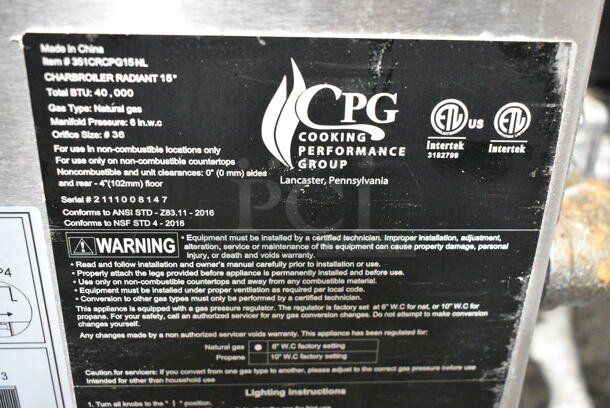 Made in China
Item # 351CRCPG15NL
CHARBROILER RADIANT 15"
Total BTU: 40,000
Gas Type: Natural gas
Manifold Pressure: 6 in.w.c
Orifice Size: # 36
For use in non-combustible locations only
For use only on non-combustible countertops
Noncombustible and unit clearances: 0" (0 mm) sides
and rear - 4"(102mm) floor
Serial # 2111008147
Conforms to ANSI STD - Z83.11 - 2016
Conforms to NSF STD 4 - 2016
CPG
COOKING
PERFORMANCE
GROUP
Lancaster, Pennsylvania
ETL US ETL
Intertek Intertek
3182799
PCI
WARNING
• Equipment must be installed by a certified technician. Improper installation, adjustment,
alteration, service or maintenance of this equipment can cause property damage, personal
injury, or death and voids warranty.
• Read and follow installation and owner's manual carefully prior to installation or use.
• Properly attach the legs provided before appliance is permanently installed and before use.
• Use only on non-combustible countertops and away from any combustible material.
• Equipment must be installed under proper ventilation as required per local code.
• Conversion to other gas types must only be performed by a certified technician.
This appliance is equipped with a gas pressure regulator. The regulator is factory set at 6" W.C for nat, or 10" W.C for
propane. For your safety, call an authorized servicer for any gas conversion changes. Do not attempt to make conversion
changes yourself.
Any changes made by a non authorized servicer voids warranty. This appliance has been regulated for:
Natural gas 6" W.C factory setting
Propane 10" W.C factory setting
Caution for servicers: If you convert from one gas type to another, please adjust to the correct gas pressure before use
Intended for other than household use
Lighting Instructions
1. Turn all knobs to the " | " position.
P4
L
3